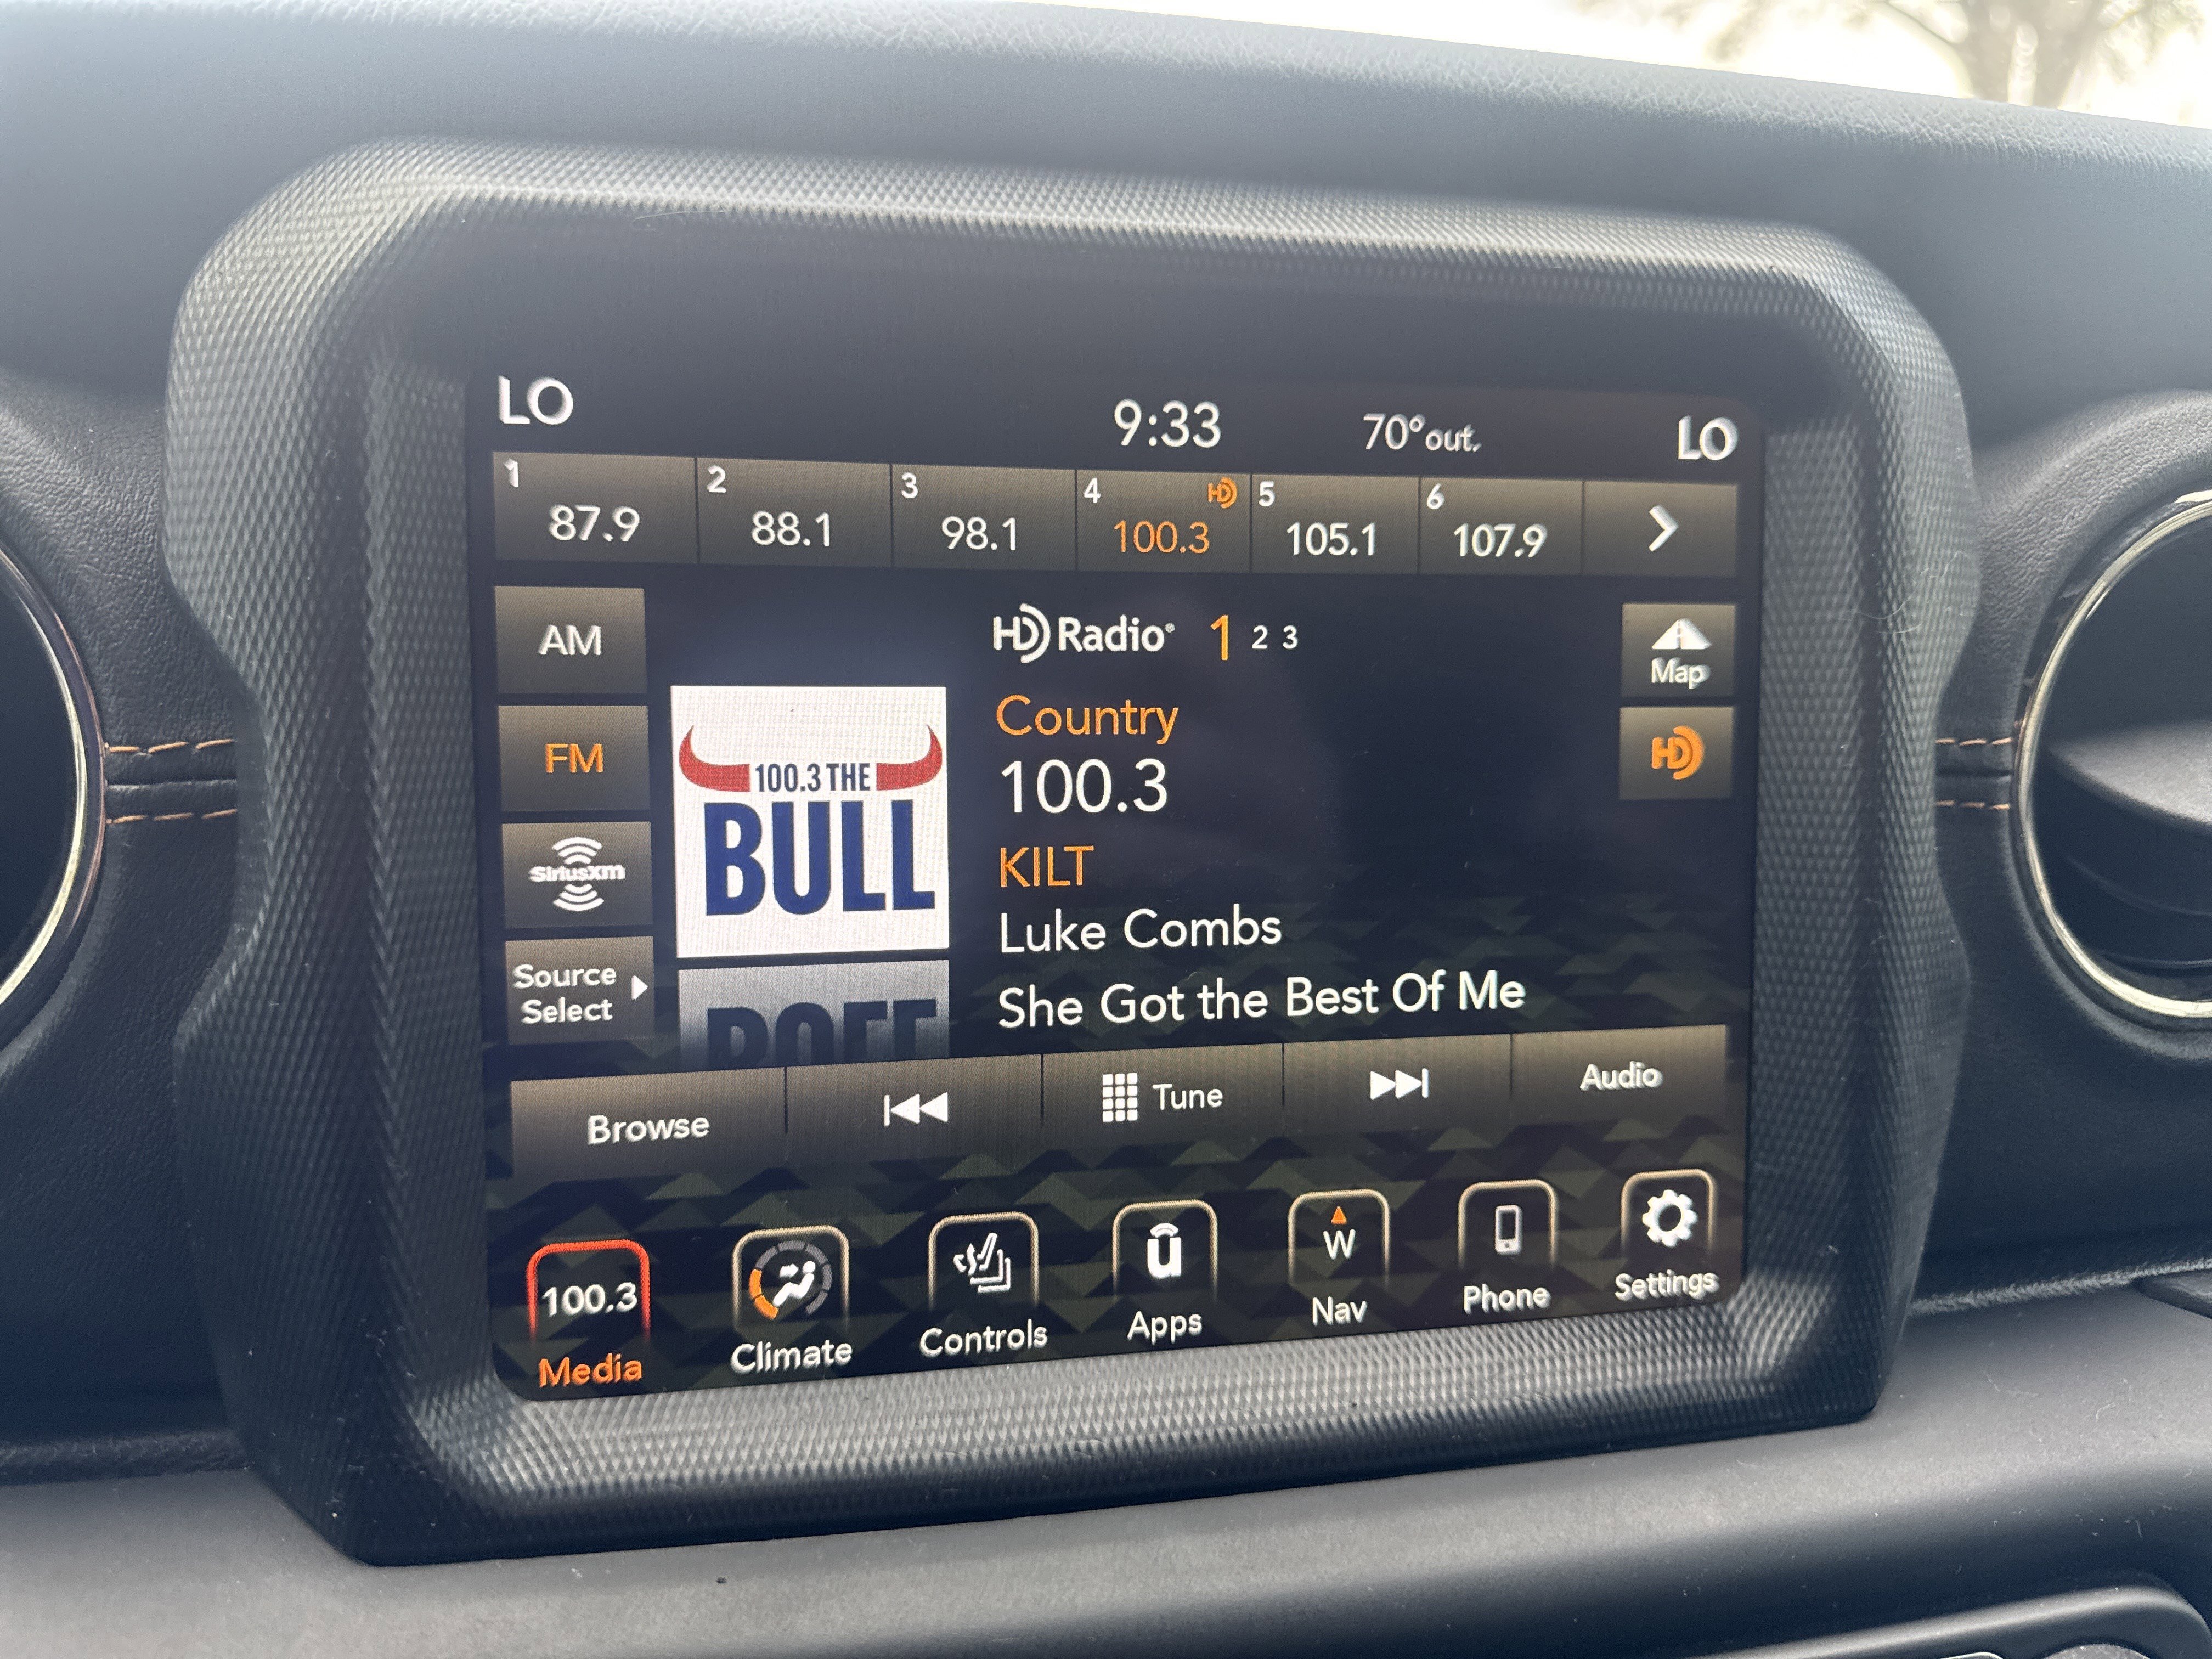 LO 9:33 70°out. LO
1 2 3 4 HD 5 6
87.9 88.1 98.1 100.3 105.1 107.9
AM
FM
SiriusXM
Source
Select
100.3 THE
BULL
HD Radio® 1 2 3
Country
100.3
KILT
Luke Combs
She Got the Best Of Me
Map
HD
Browse Tune Audio
100.3 u W
Media Climate Controls Apps Nav Phone Settings